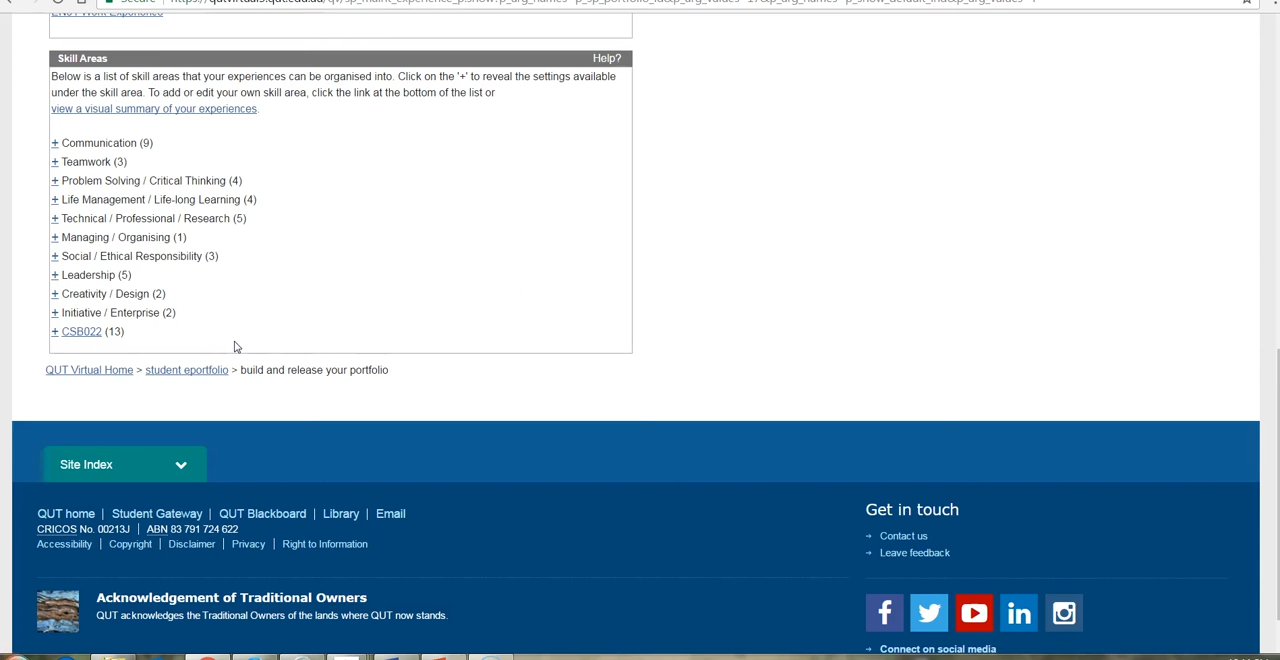 Skill Areas Help?
Below is a list of skill areas that your experiences can be organised into. Click on the '+' to reveal the settings available
under the skill area. To add or edit your own skill area, click the link at the bottom of the list or
view a visual summary of your experiences.
+ Communication (9)
+ Teamwork (3)
+ Problem Solving / Critical Thinking (4)
+ Life Management / Life-long Learning (4)
+ Technical / Professional / Research (5)
+ Managing / Organising (1)
+ Social / Ethical Responsibility (3)
+ Leadership (5)
+ Creativity / Design (2)
+ Initiative / Enterprise (2)
+ CSB022 (13)
QUT Virtual Home > student eportfolio > build and release your portfolio
Site Index
QUT home | Student Gateway | QUT Blackboard | Library | Email
CRICOS No. 00213J | ABN 83 791 724 622
Accessibility | Copyright | Disclaimer | Privacy | Right to Information
Get in touch
→ Contact us
→ Leave feedback
Acknowledgement of Traditional Owners
QUT acknowledges the Traditional Owners of the lands where QUT now stands.
Connect on social media